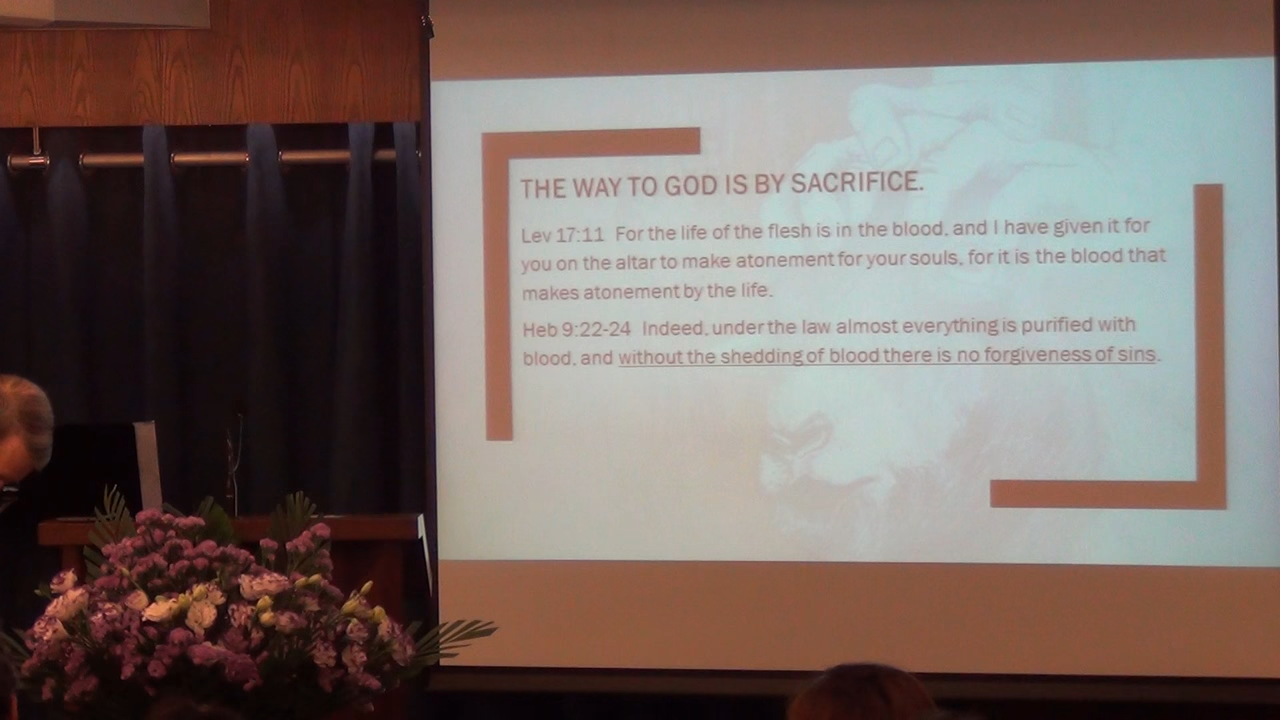 THE WAY TO GOD IS BY SACRIFICE.
Lev 17:11 For the life of the flesh is in the blood, and I have given it for
you on the altar to make atonement for your souls, for it is the blood that
makes atonement by the life.
Heb 9:22-24 Indeed, under the law almost everything is purified with
blood, and without the shedding of blood there is no forgiveness of sins.